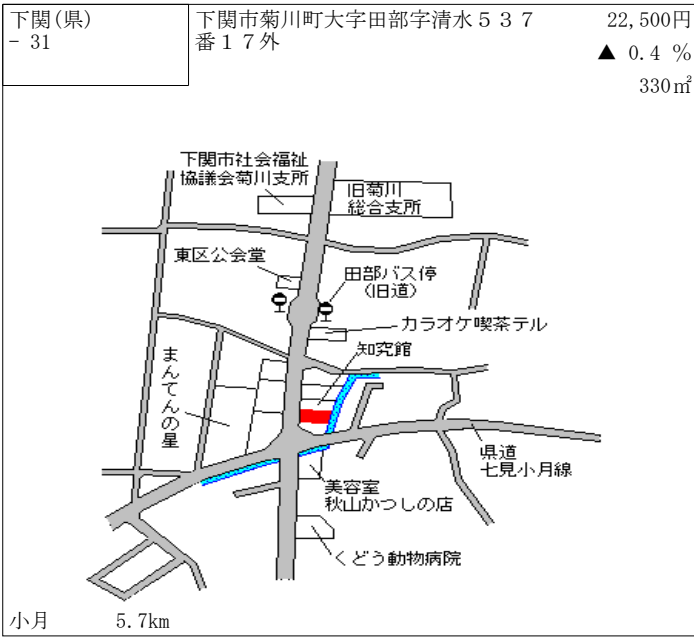 下関(県)
- 31
下関市菊川町大字田部字清水５３７
番１７外
22,500円
▲ 0.4 %
330㎡
下関市社会福祉
協議会菊川支所
旧菊川
総合支所
東区公会堂
田部バス停
(旧道)
カラオケ喫茶テル
知究館
まんてんの星
県道
七見小月線
美容室
秋山かつしの店
くどう動物病院
小月 5.7km